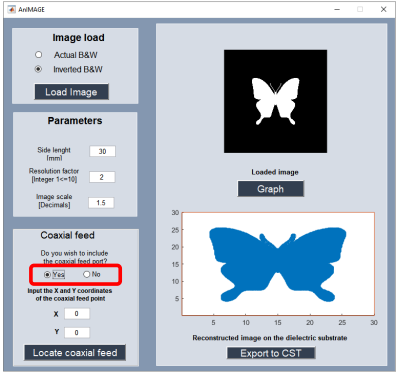 AnIMAGE
Image load
Actual B&W
Inverted B&W
Load Image
Parameters
Side lenght
[mm]
30
Resolution factor
[Integer 1<=10]
2
Image scale
[Decimals]
1.5
Coaxial feed
Do you wish to include
the coaxial feed port?
Yes
No
Input the X and Y coordinates
of the coaxial feed point
X 0
Y 0
Locate coaxial feed
Loaded image
Graph
30
25
20
15
10
5
5 10 15 20 25 30
Reconstructed image on the dielectric substrate
Export to CST